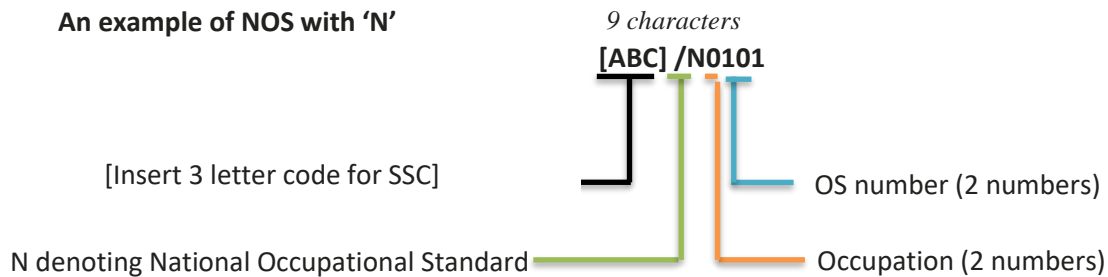 An example of NOS with ‘N’
9 characters
[ABC] /N0101
[Insert 3 letter code for SSC]
OS number (2 numbers)
N denoting National Occupational Standard
Occupation (2 numbers)